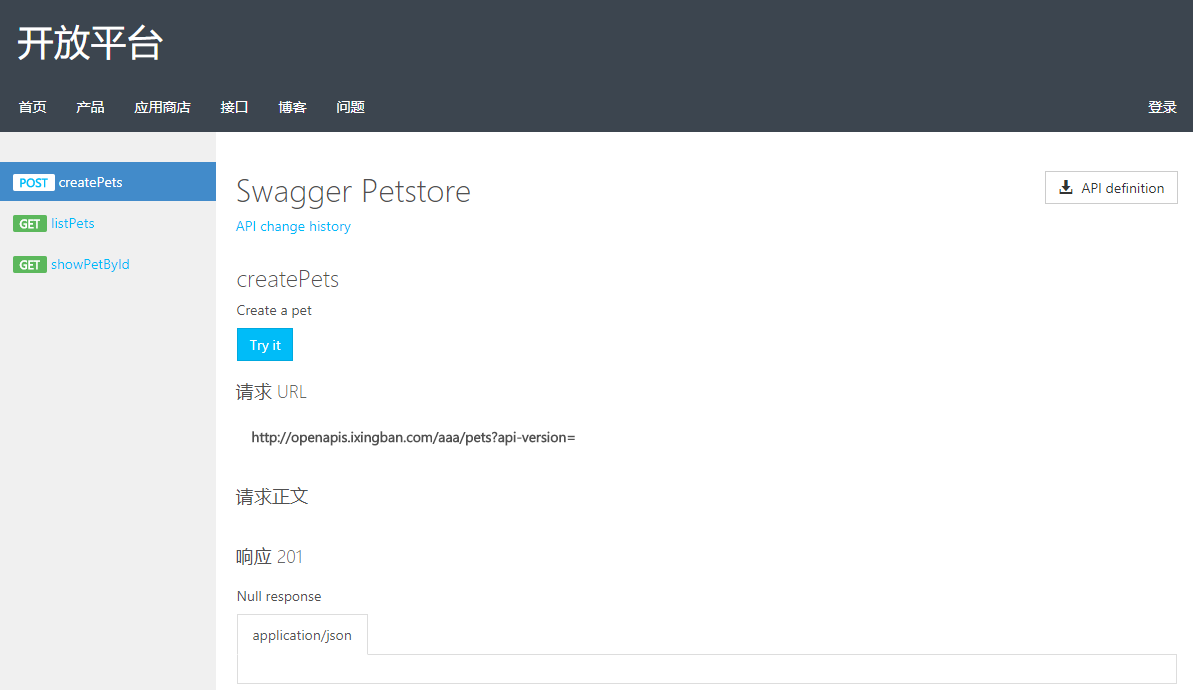 开放平台
首页 产品 应用商店 接口 博客 问题 登录
POST createPets
GET listPets
GET showPetById
Swagger Petstore
API definition
API change history
createPets
Create a pet
Try it
请求 URL
http://openapis.ixingban.com/aaa/pets?api-version=
请求正文
响应 201
Null response
application/json